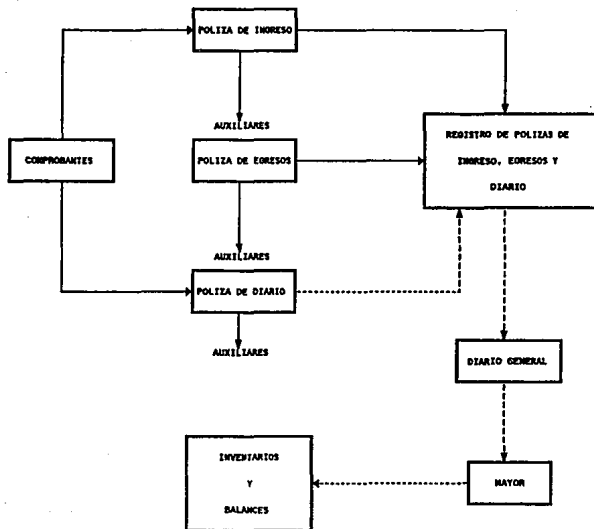 POLIZA DE INGRESO
AUXILIARES
COMPROBANTES
POLIZA DE EGRESOS
REGISTRO DE POLIZAS DE
INGRESO, EGRESOS Y
DIARIO
AUXILIARES
POLIZA DE DIARIO
AUXILIARES
DIARIO GENERAL
INVENTARIOS
Y
BALANCES
MAYOR